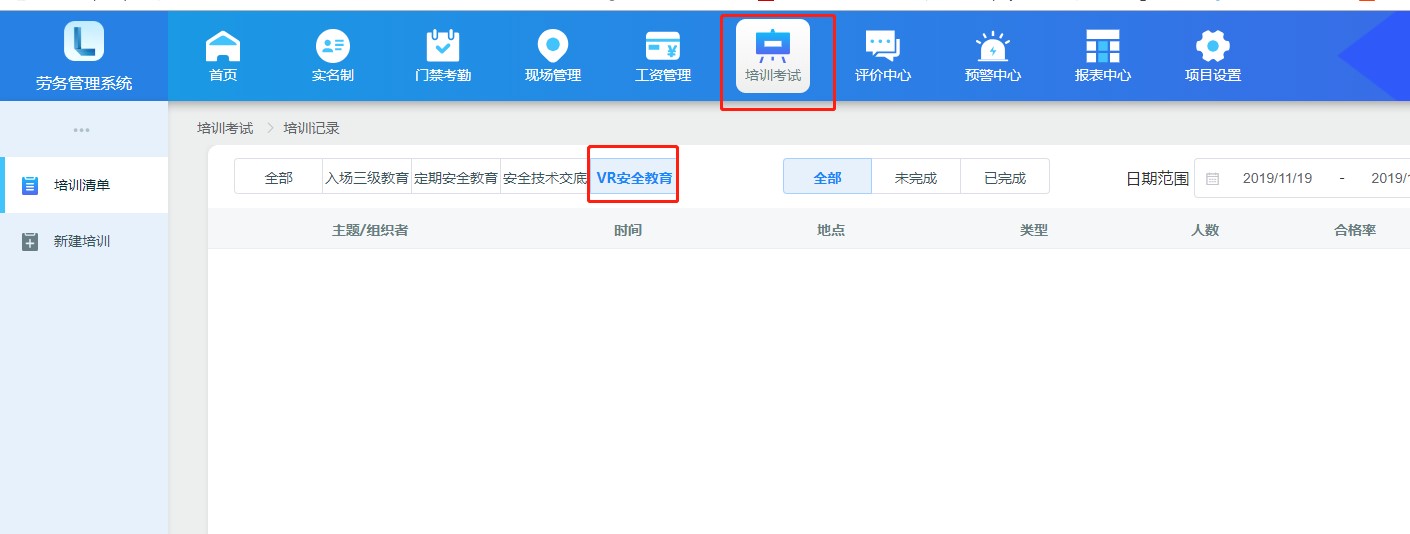 首页 实名制 门禁考勤 现场管理 工资管理 培训考试 评价中心 预警中心 报表中心 项目设置
劳务管理系统
培训考试 > 培训记录
培训清单
新建培训
全部 入场三级教育 定期安全教育 安全技术交底 VR安全教育 全部 未完成 已完成 日期范围 2019/11/19 - 2019/
主题/组织者 时间 地点 类型 人数 合格率